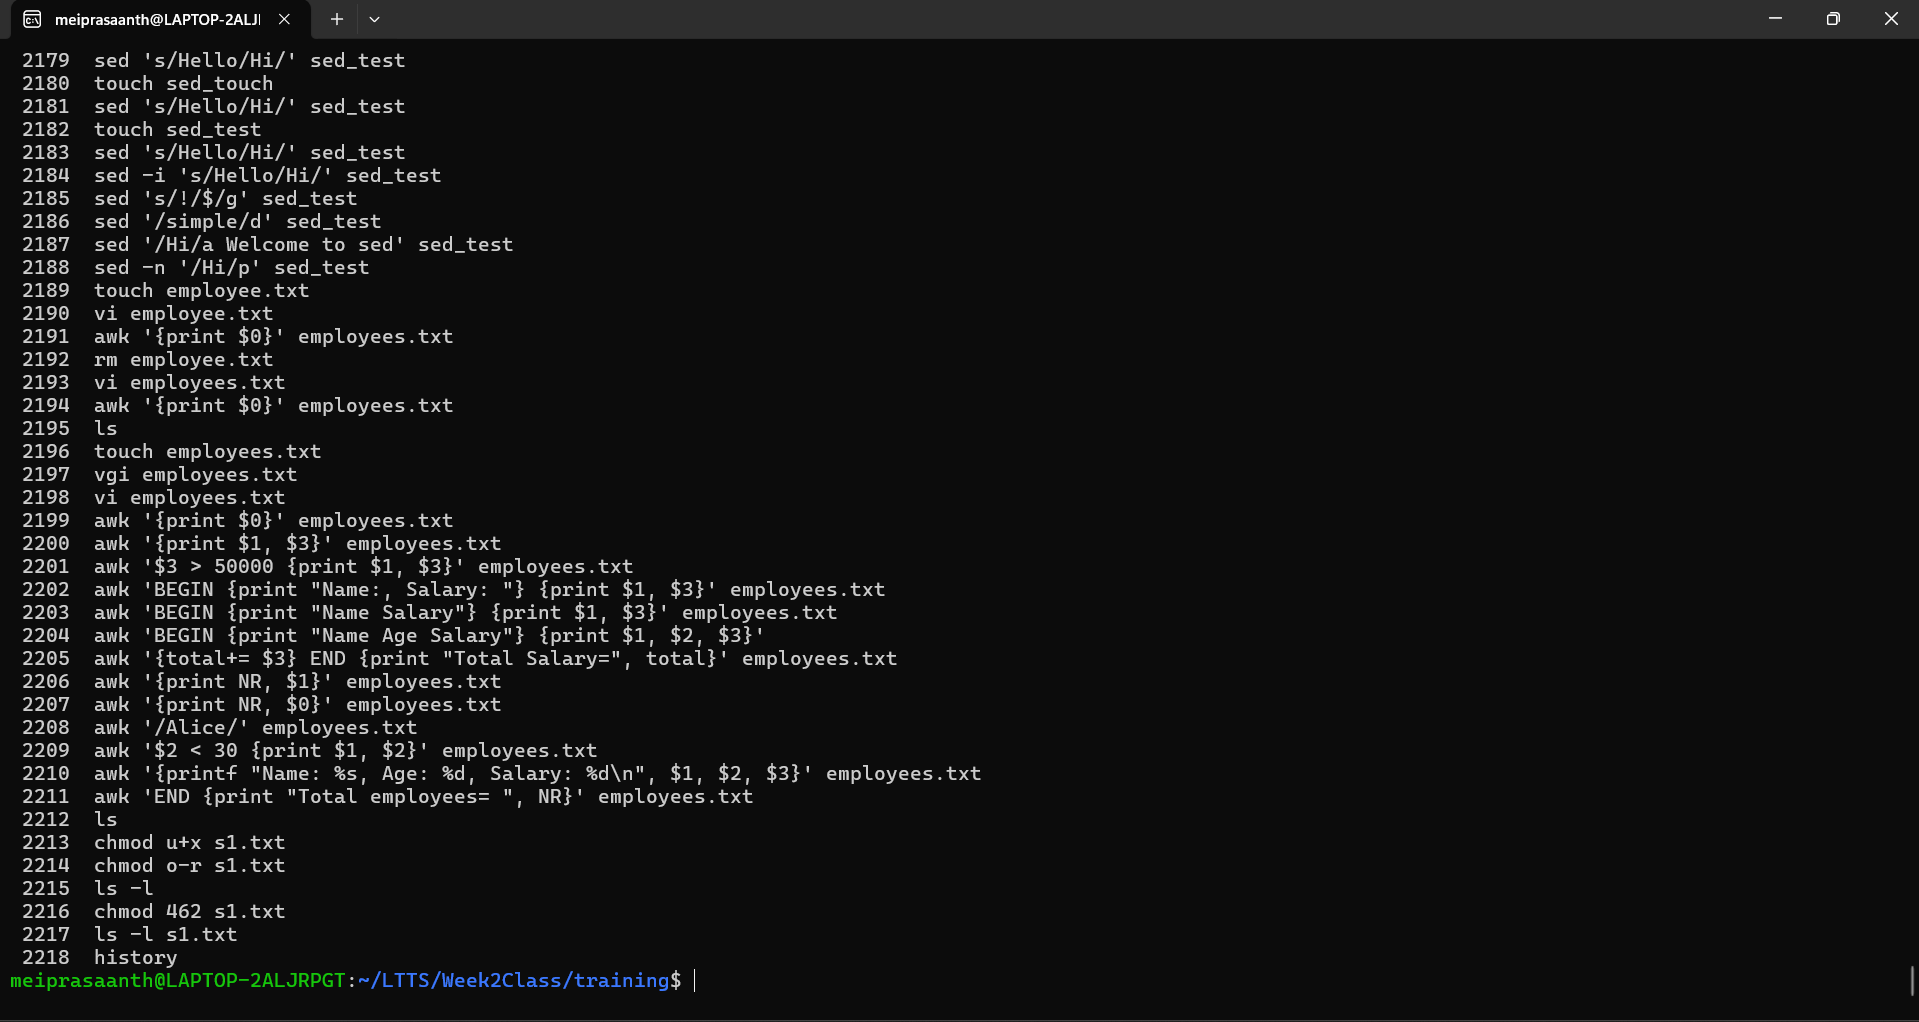 meiprasaanth@LAPTOP-2ALJI
2179  sed 's/Hello/Hi/' sed_test
2180  touch sed_touch
2181  sed 's/Hello/Hi/' sed_test
2182  touch sed_test
2183  sed 's/Hello/Hi/' sed_test
2184  sed -i 's/Hello/Hi/' sed_test
2185  sed 's/!/$/g' sed_test
2186  sed '/simple/d' sed_test
2187  sed '/Hi/a Welcome to sed' sed_test
2188  sed -n '/Hi/p' sed_test
2189  touch employee.txt
2190  vi employee.txt
2191  awk '{print $0}' employees.txt
2192  rm employee.txt
2193  vi employees.txt
2194  awk '{print $0}' employees.txt
2195  ls
2196  touch employees.txt
2197  vgi employees.txt
2198  vi employees.txt
2199  awk '{print $0}' employees.txt
2200  awk '{print $1, $3}' employees.txt
2201  awk '$3 > 50000 {print $1, $3}' employees.txt
2202  awk 'BEGIN {print "Name:, Salary: "} {print $1, $3}' employees.txt
2203  awk 'BEGIN {print "Name Salary"} {print $1, $3}' employees.txt
2204  awk 'BEGIN {print "Name Age Salary"} {print $1, $2, $3}'
2205  awk '{total+= $3} END {print "Total Salary=", total}' employees.txt
2206  awk '{print NR, $1}' employees.txt
2207  awk '{print NR, $0}' employees.txt
2208  awk '/Alice/' employees.txt
2209  awk '$2 < 30 {print $1, $2}' employees.txt
2210  awk '{printf "Name: %s, Age: %d, Salary: %d\n", $1, $2, $3}' employees.txt
2211  awk 'END {print "Total employees= ", NR}' employees.txt
2212  ls
2213  chmod u+x s1.txt
2214  chmod o-r s1.txt
2215  ls -l
2216  chmod 462 s1.txt
2217  ls -l s1.txt
2218  history
meiprasaanth@LAPTOP-2ALJRPGT:~/LTTS/Week2Class/training$